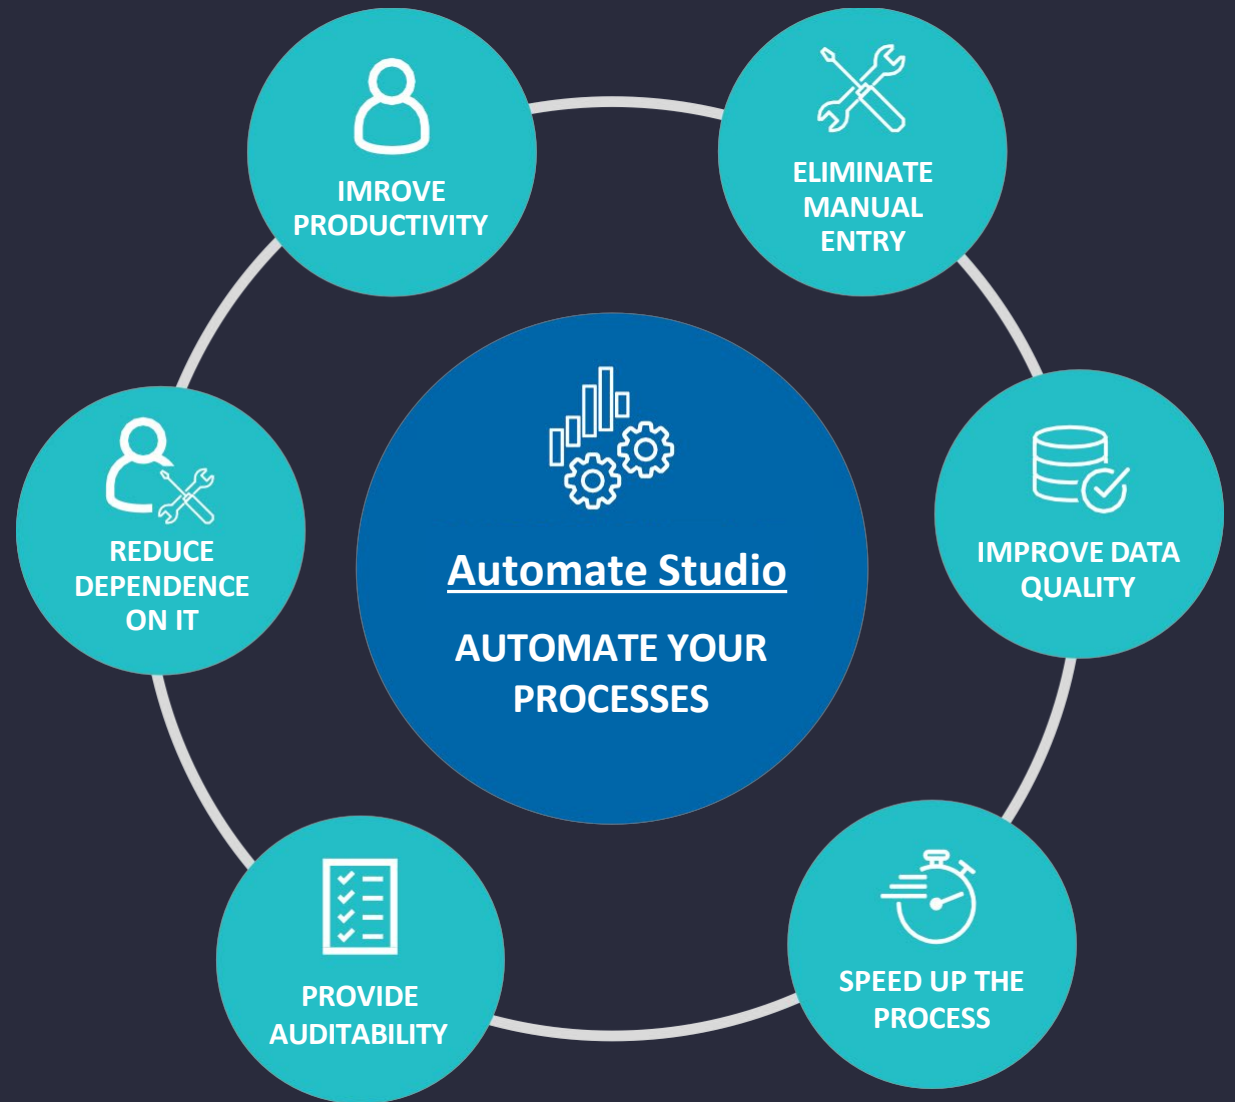 IMROVE
PRODUCTIVITY
ELIMINATE
MANUAL
ENTRY
REDUCE
DEPENDENCE
ON IT
Automate Studio
AUTOMATE YOUR
PROCESSES
IMPROVE DATA
QUALITY
PROVIDE
AUDITABILITY
SPEED UP THE
PROCESS